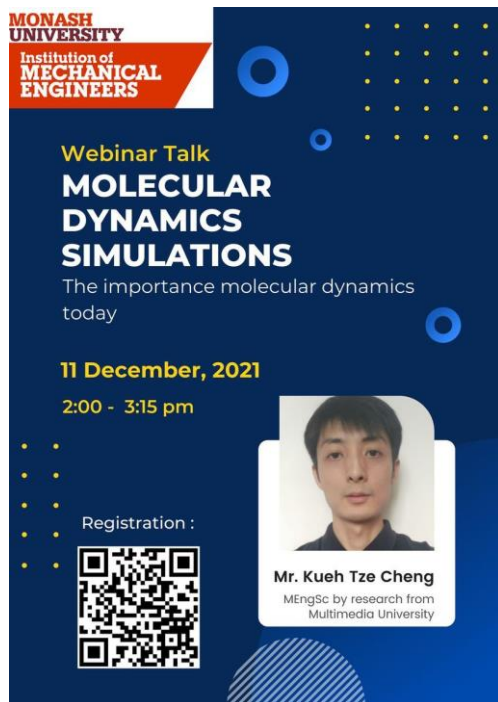 MONASH
UNIVERSITY
Institution of
MECHANICAL
ENGINEERS
Webinar Talk
MOLECULAR
DYNAMICS
SIMULATIONS
The importance molecular dynamics
today
11 December, 2021
2:00 - 3:15 pm
Registration :
Mr. Kueh Tze Cheng
MEngSc by research from
Multimedia University